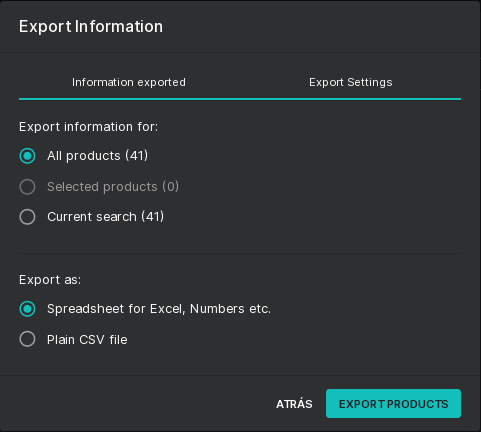 Export Information
Information exported
Export Settings
Export information for:
All products (41)
Selected products (0)
Current search (41)
Export as:
Spreadsheet for Excel, Numbers etc.
Plain CSV file
ATRÁS
EXPORT PRODUCTS